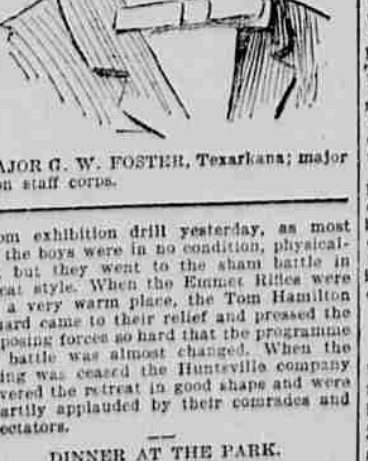 AJOR G. W. FOSTER, Texarkana; major
on staff corps.
om exhibition drill yesterday, as most
the boys were in no condition, physical-
but they went to the sham battle in
eat style. When the Emmet Rifles were
a very warm place, the Tom Hamilton
uard came to their relief and pressed the
posing forces so hard that the programme
battle was almost changed. When the
ing was ceased the Huntsville company
vered the retreat in good shape and were
artily applauded by their comrades and
ectators.
DINNER AT THE PARK.